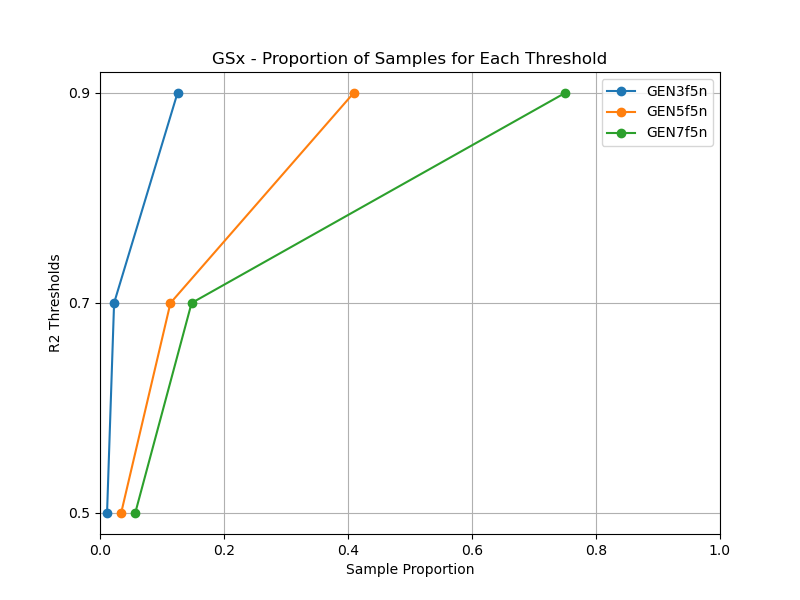 GSx - Proportion of Samples for Each Threshold
GEN3f5n
GEN5f5n
GEN7f5n
R2 Thresholds
0.9
0.7
0.5
0.0 0.2 0.4 0.6 0.8 1.0
Sample Proportion